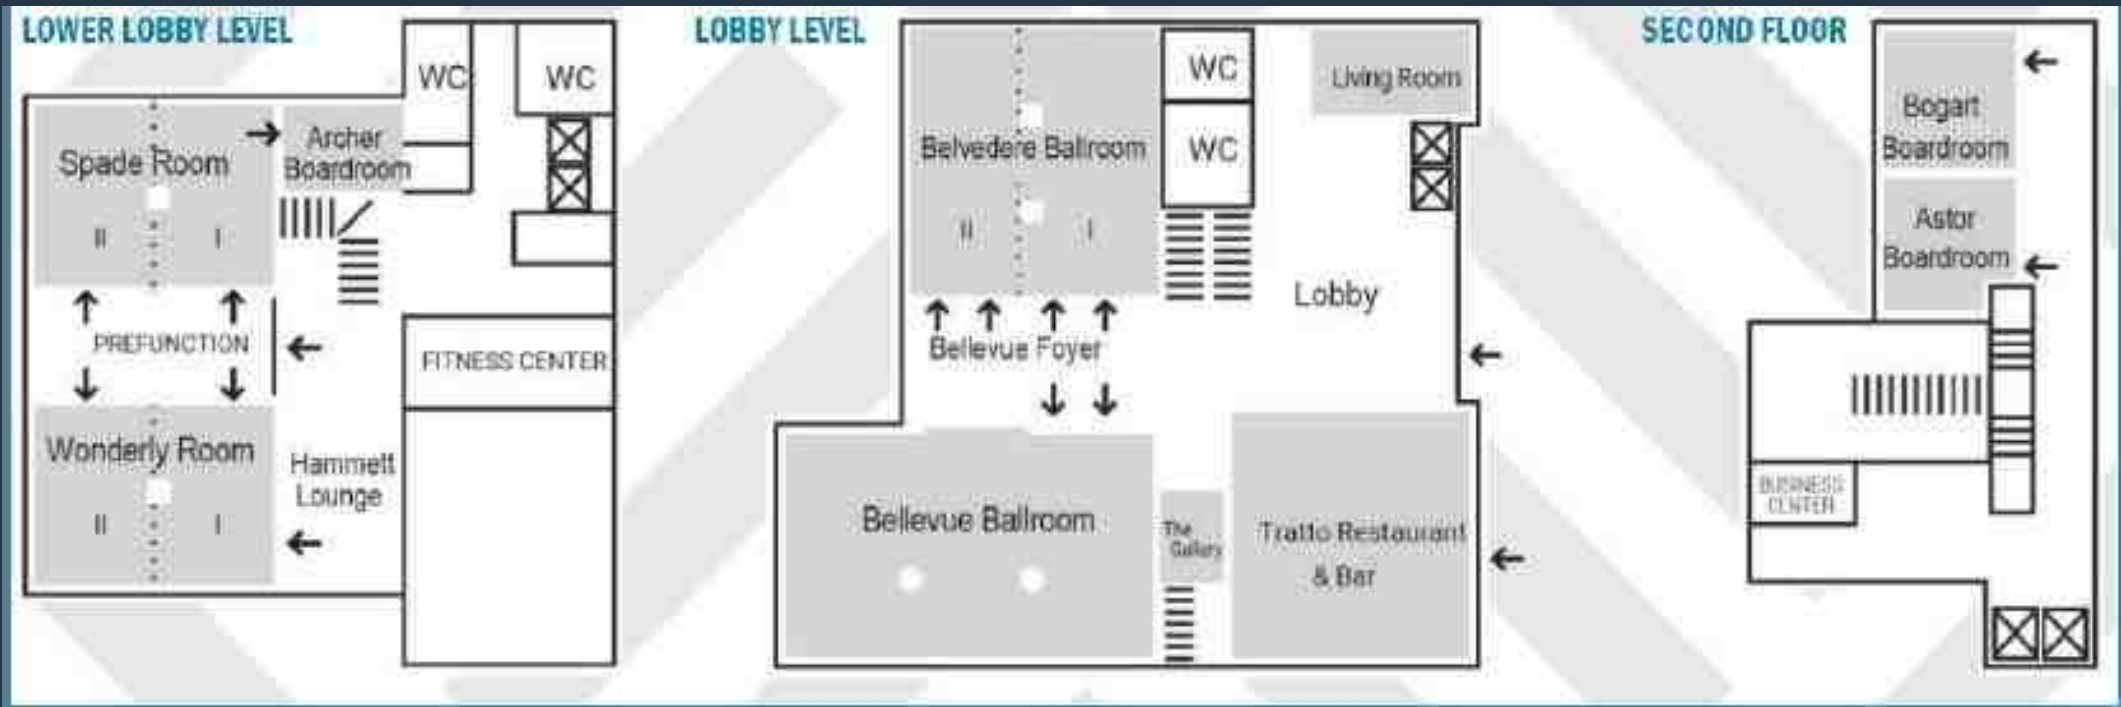 LOWER LOBBY LEVEL
WC
WC
Spade Room
Archer
Boardroom
II
I
PREFUNCTION
FITNESS CENTER
Wonderly Room
Hammett
Lounge
II
I
LOBBY LEVEL
WC
Living Room
Belvedere Ballroom
WC
II
I
Lobby
Bellevue Foyer
Bellevue Ballroom
The
Gallery
Tratto Restaurant
& Bar
SECOND FLOOR
Bogart
Boardroom
Astor
Boardroom
BUSINESS
CENTER